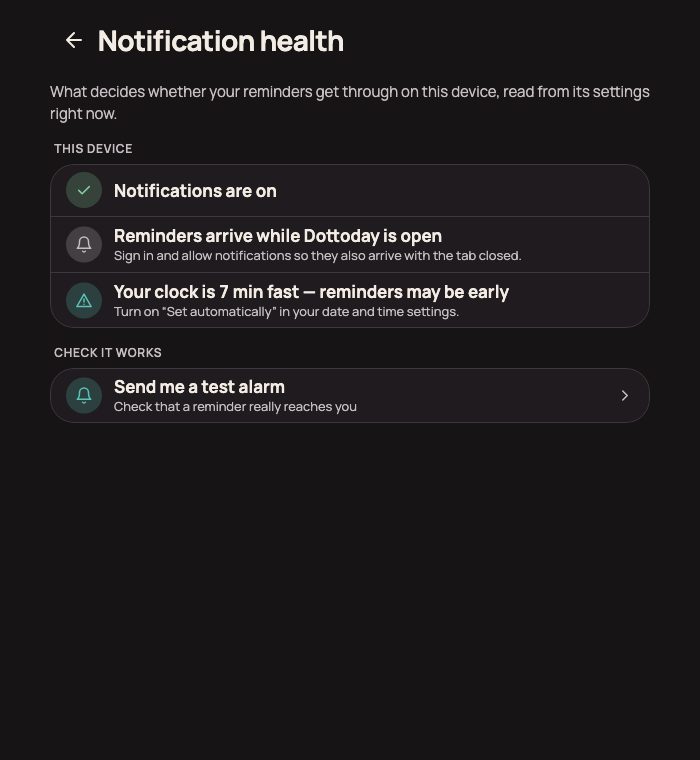 Notification health
What decides whether your reminders get through on this device, read from its settings
right now.
THIS DEVICE
Notifications are on
Reminders arrive while Dottoday is open
Sign in and allow notifications so they also arrive with the tab closed.
Your clock is 7 min fast — reminders may be early
Turn on “Set automatically” in your date and time settings.
CHECK IT WORKS
Send me a test alarm
Check that a reminder really reaches you